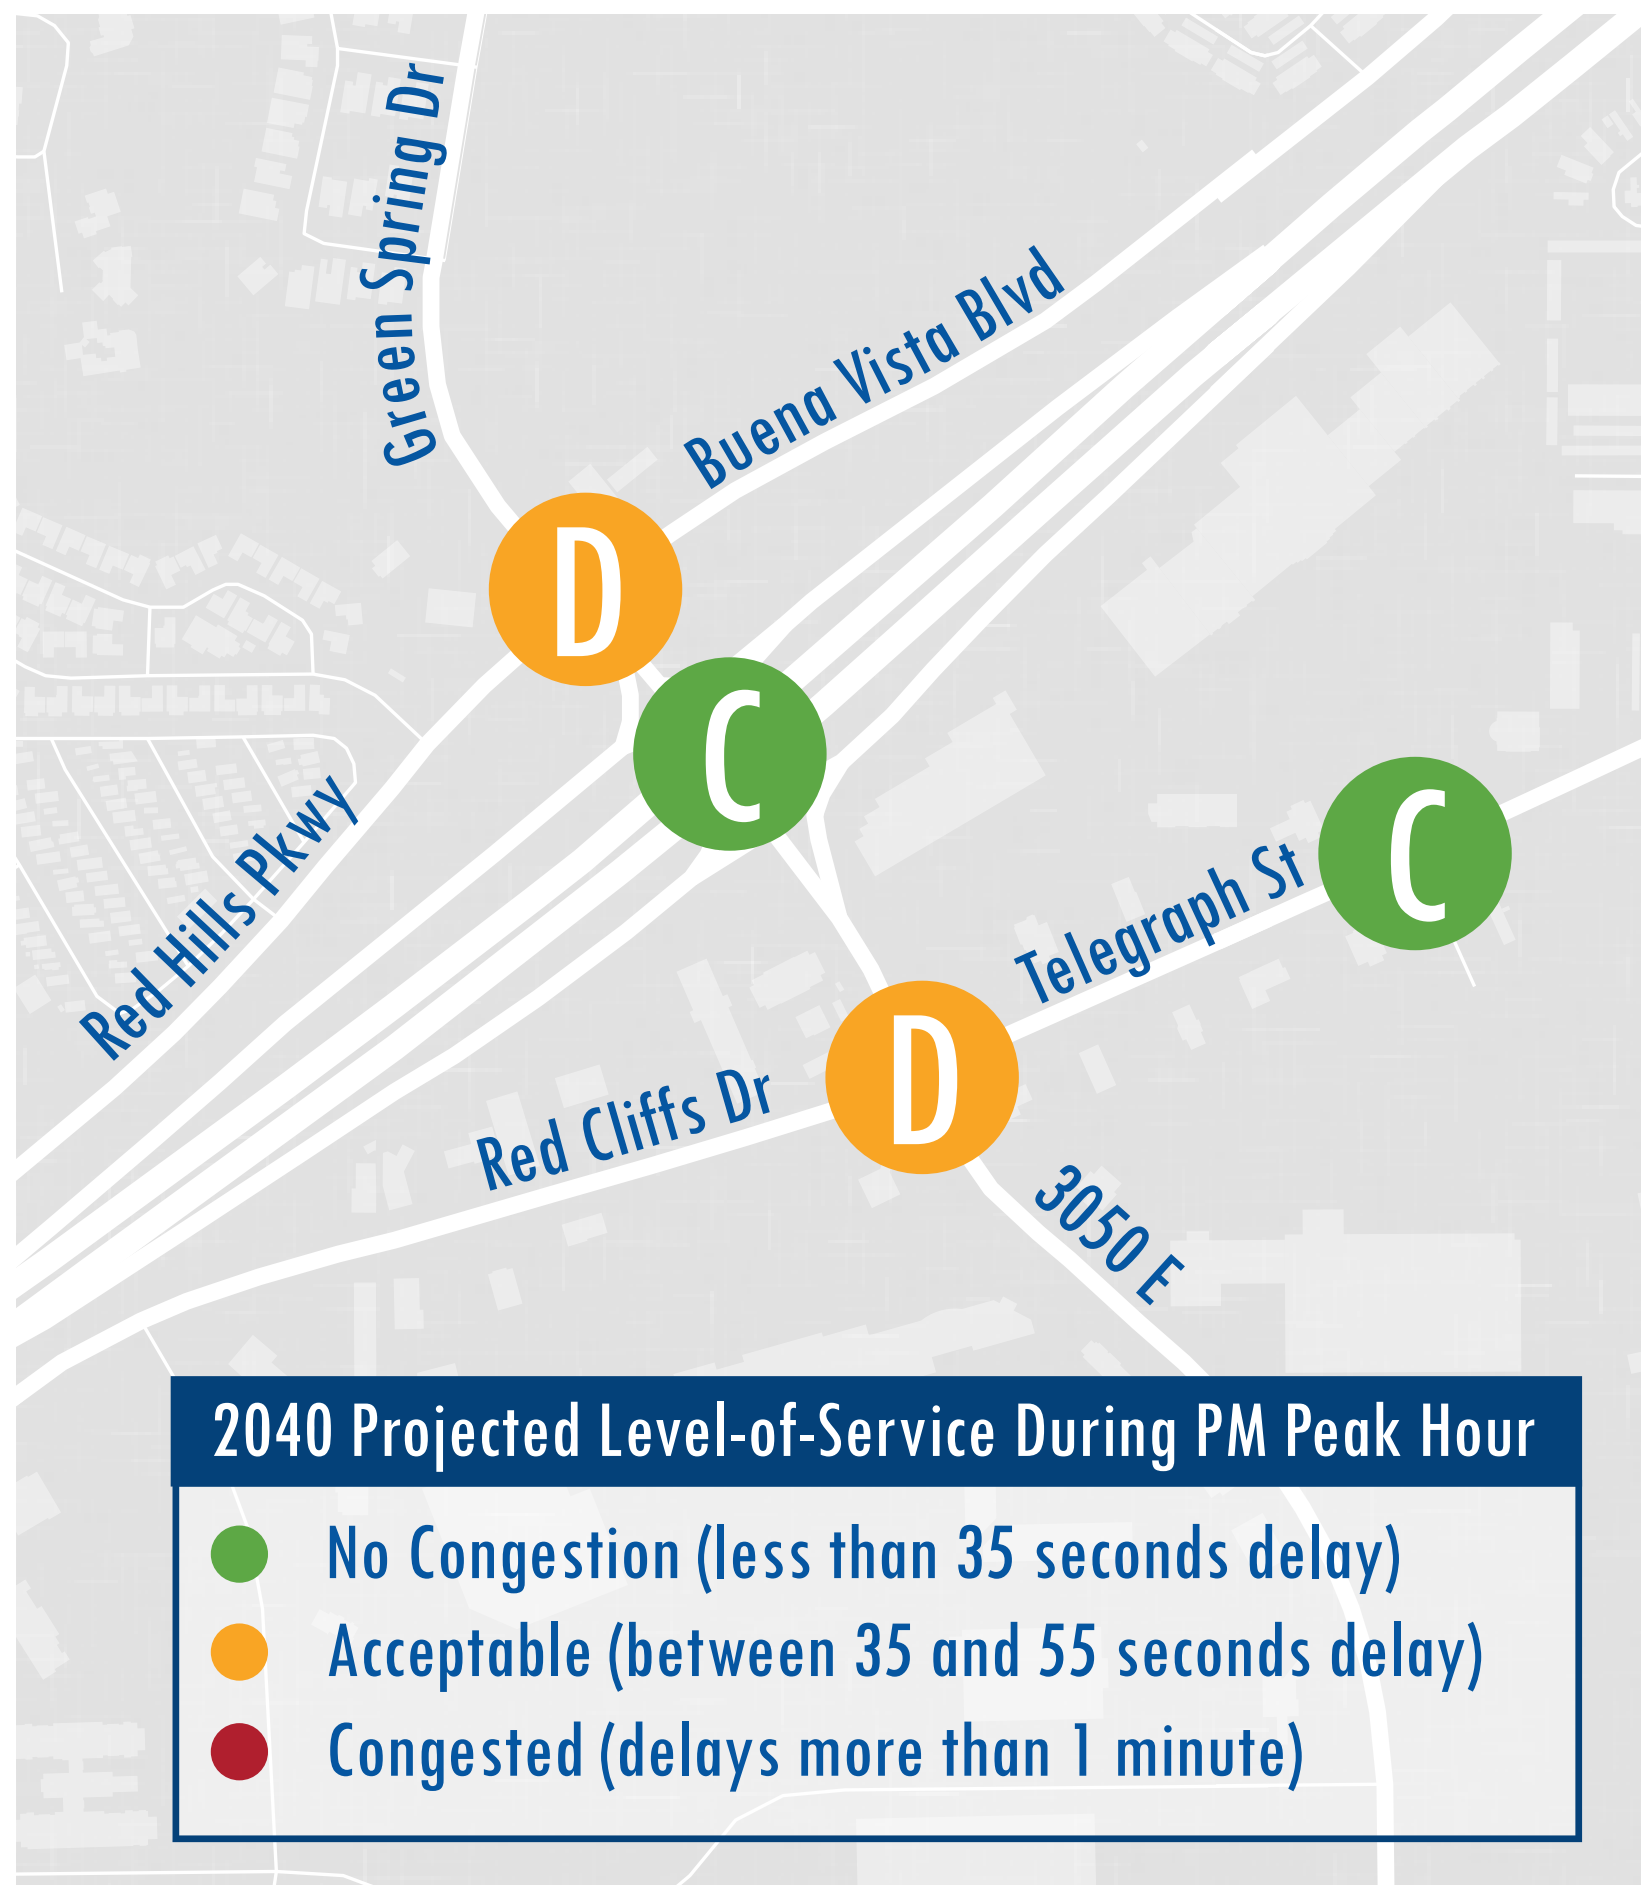 Green Spring Dr
Buena Vista Blvd
D
C
Red Hills Pkwy
Telegraph St
C
D
Red Cliffs Dr
3050 E
2040 Projected Level-of-Service During PM Peak Hour
No Congestion (less than 35 seconds delay)
Acceptable (between 35 and 55 seconds delay)
Congested (delays more than 1 minute)